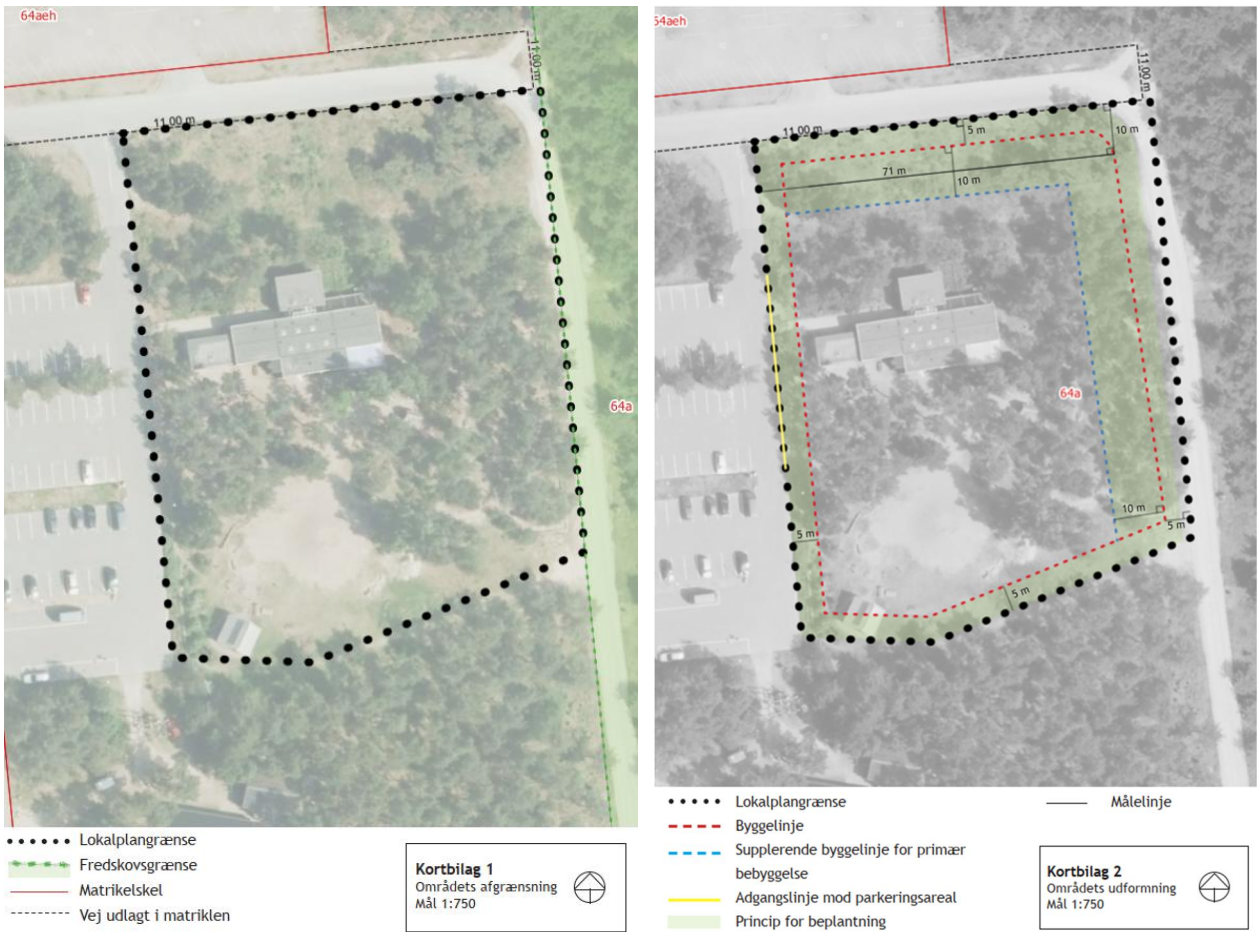 64aeh
11.00 m
11.00 m
64a
Lokalplangrænse
Fredskovsgrænse
Matrikelskel
Vej udlagt i matriklen
Kortbilag 1
Områdets afgrænsning
Mål 1:750
64aeh
11.00 m
11.00 m
5 m
10 m
71 m
10 m
64a
10 m
5 m
5 m
5 m
Lokalplangrænse
Byggelinje
Supplerende byggelinje for primær
bebyggelse
Adgangslinje mod parkeringsareal
Princip for beplantning
Målelinje
Kortbilag 2
Områdets udformning
Mål 1:750